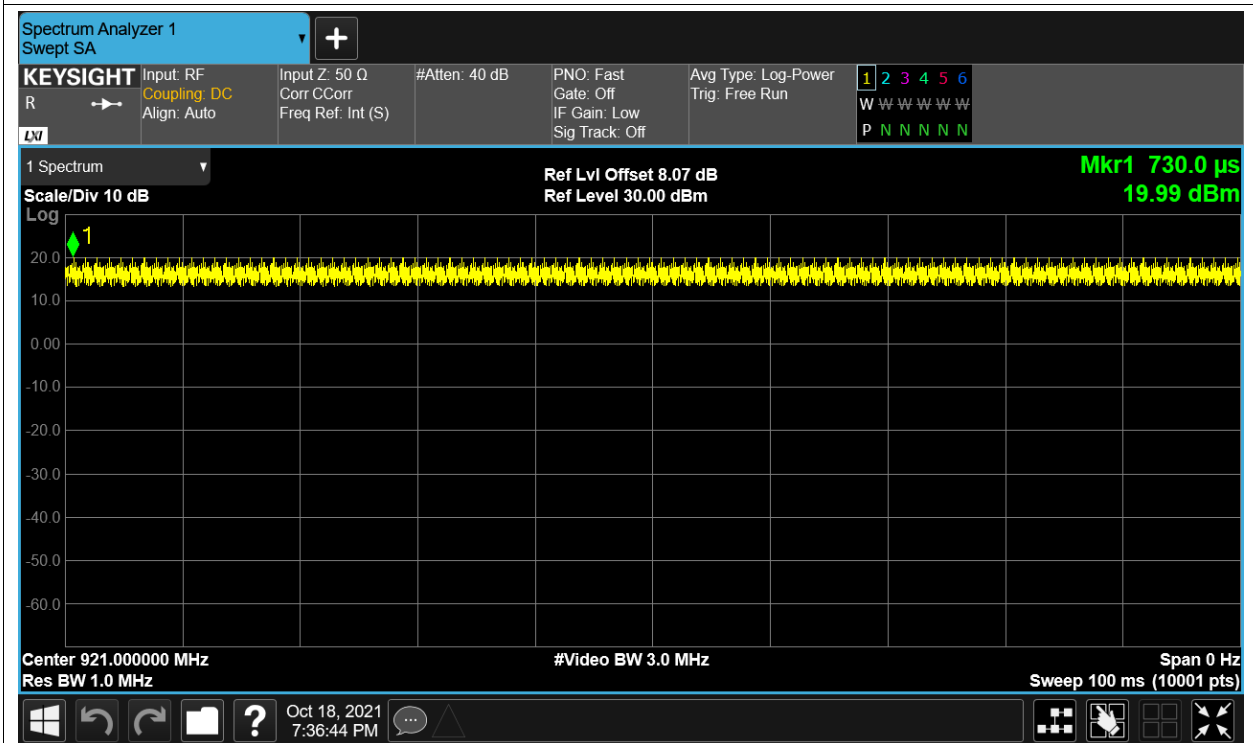 Spectrum Analyzer 1
Swept SA
KEYSIGHT
R
LXI
Input: RF
Coupling: DC
Align: Auto
Input Z: 50 Ω
Corr CCorr
Freq Ref: Int (S)
#Atten: 40 dB
PNO: Fast
Gate: Off
IF Gain: Low
Sig Track: Off
Avg Type: Log-Power
Trig: Free Run
1 2 3 4 5 6
W W W W W W
P N N N N N
1 Spectrum
Scale/Div 10 dB
Ref Lvl Offset 8.07 dB
Ref Level 30.00 dBm
Mkr1 730.0 µs
19.99 dBm
Log
1
20.0
10.0
0.00
-10.0
-20.0
-30.0
-40.0
-50.0
-60.0
Center 921.000000 MHz
#Video BW 3.0 MHz
Span 0 Hz
Res BW 1.0 MHz
Sweep 100 ms (10001 pts)
?
Oct 18, 2021
7:36:44 PM